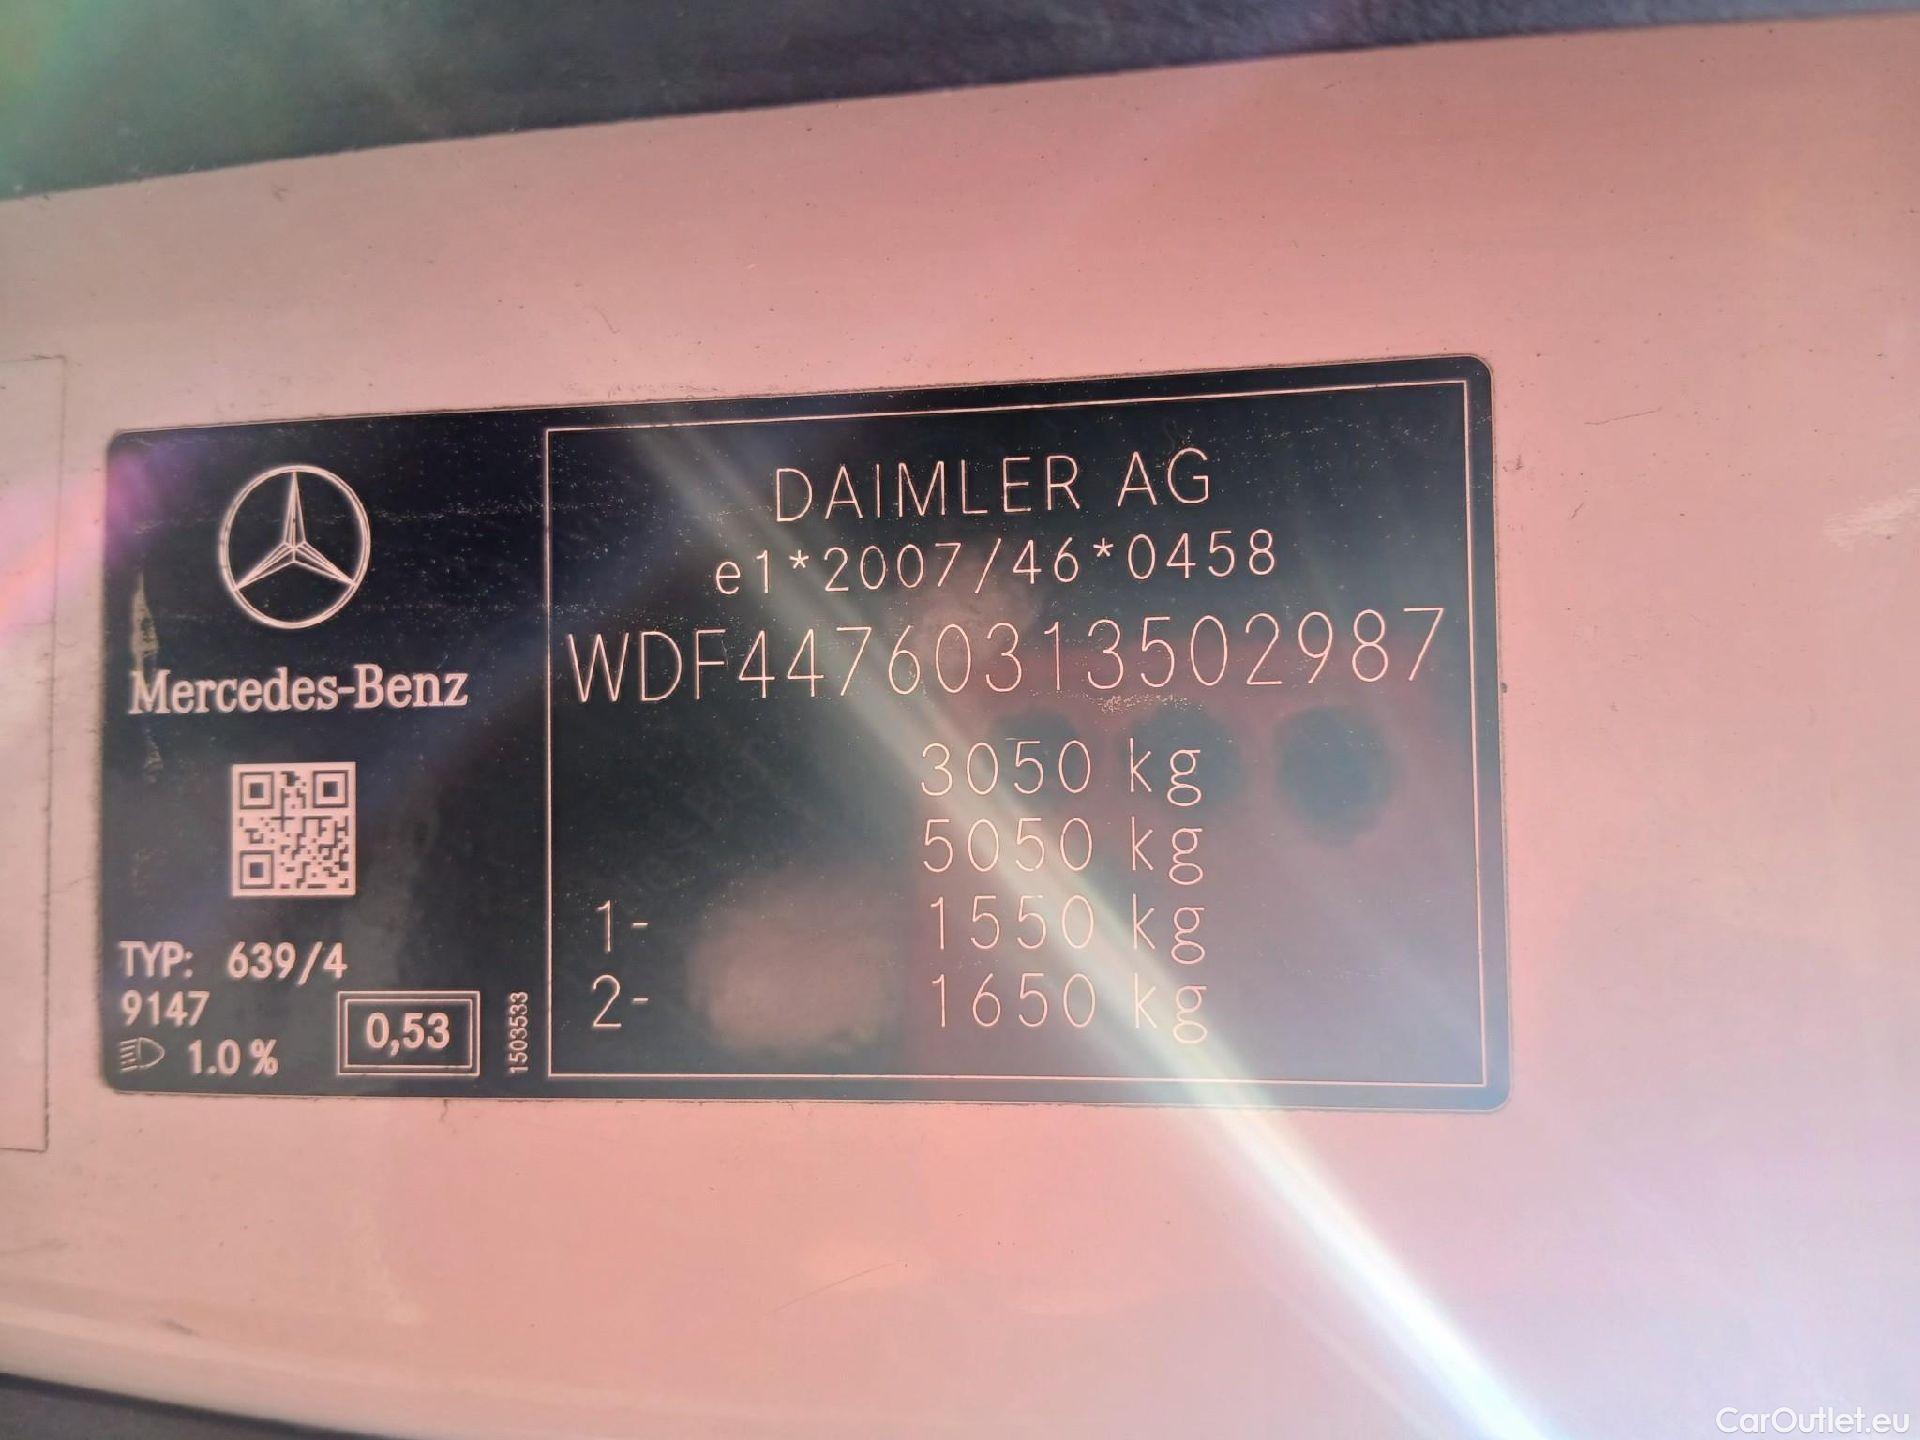 Mercedes-Benz
TYP: 639/4
9147
1.0 %
0,53
1503533
DAIMLER AG
e1*2007/46*0458
WDF44760313502987
3050 kg
5050 kg
1- 1550 kg
2- 1650 kg
CarOutlet.eu